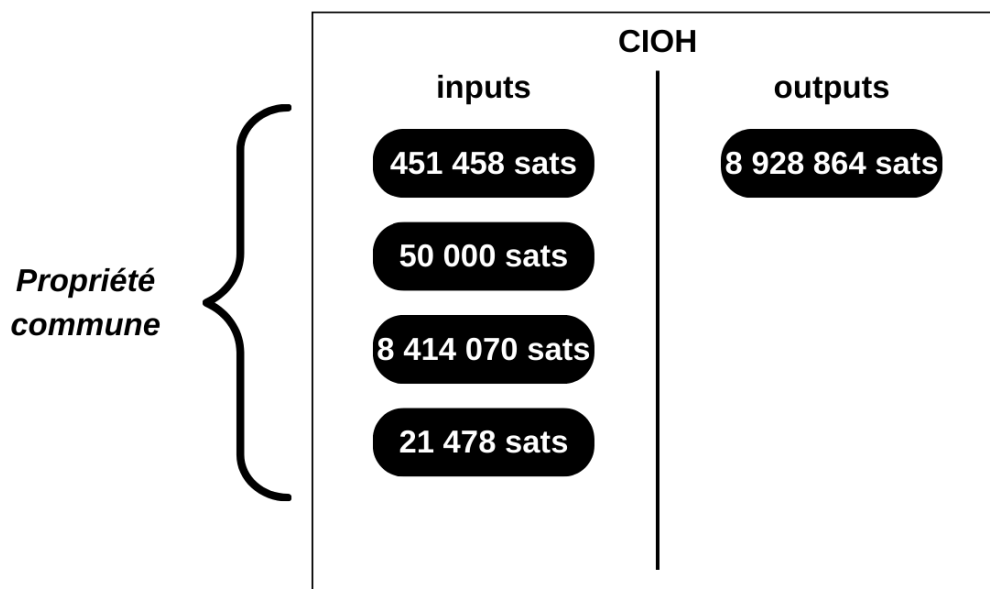 CIOH
inputs
outputs
451 458 sats
8 928 864 sats
50 000 sats
8 414 070 sats
21 478 sats
Propriété
commune